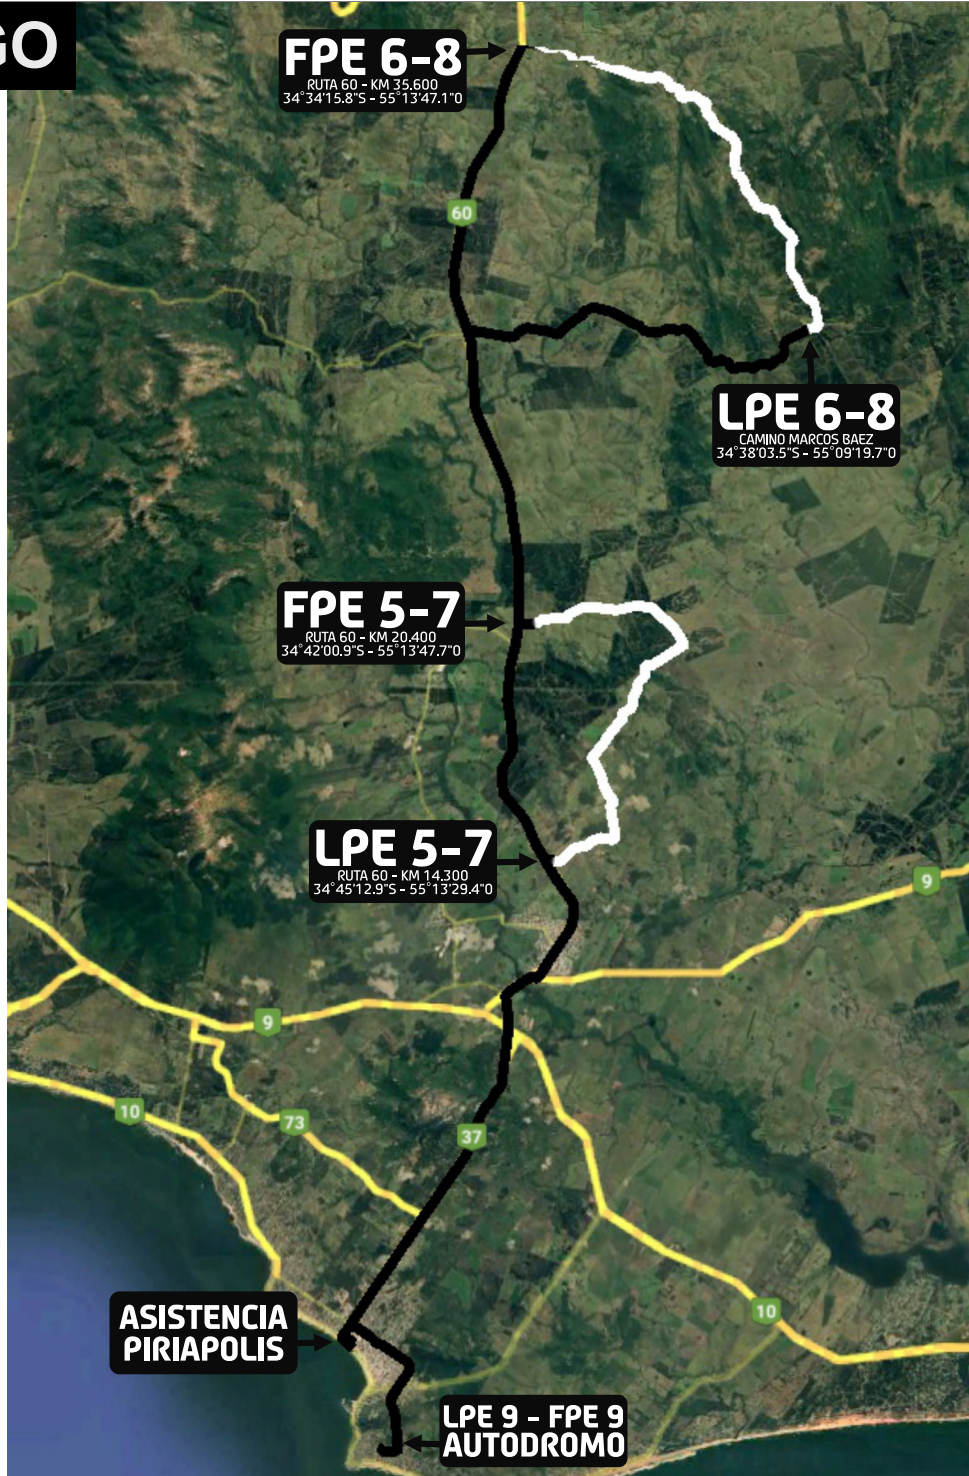 GO
FPE 6-8
RUTA 60 - KM 35.600
34°34'15.8"S - 55°13'47.1"0
60
LPE 6-8
CAMINO MARCOS BAEZ
34°38'03.5"S - 55°09'19.7"0
FPE 5-7
RUTA 60 - KM 20.400
34°42'00.9"S - 55°13'47.7"0
LPE 5-7
RUTA 60 - KM 14.300
34°45'12.9"S - 55°13'29.4"0
9
9
10
73
37
ASISTENCIA
PIRIAPOLIS
10
LPE 9 - FPE 9
AUTODROMO